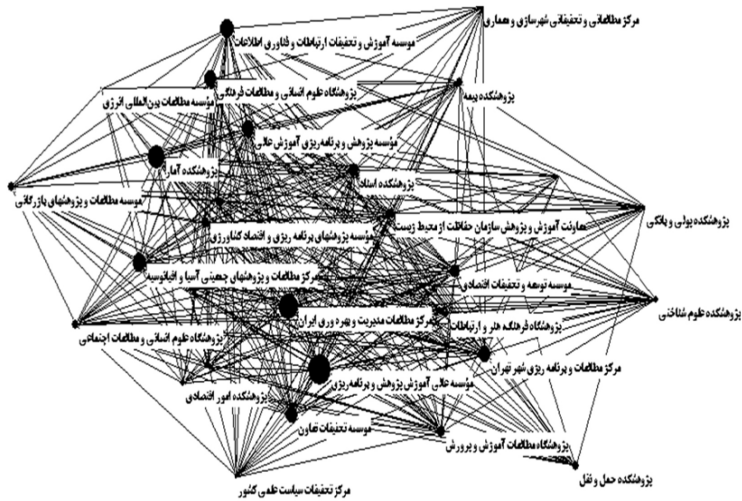 مرکز مطالعاتی و تحقیقاتی شهرسازی و معماری
موسسه آموزش و تحقیقات ارتباطات و فناوری اطلاعات
پژوهشکده بیمه
پژوهشگاه علوم انسانی و مطالعات فرهنگی
مؤسسه مطالعات بین‌المللی انرژی
مؤسسه پژوهش و برنامه‌ریزی آموزش عالی
پژوهشکده آمار
پژوهشکده اسناد
موسسه مطالعات و پژوهشهای بازرگانی
معاونت آموزش و پژوهش سازمان حفاظت از محیط زیست
پژوهشکده پولی و بانکی
موسسه پژوهشهای برنامه ریزی و اقتصاد کشاورزی
مرکز مطالعات و پژوهشهای جمعیتی آسیا و اقیانوسیه
موسسه توسعه و تحقیقات اقتصادی
پژوهشکده علوم شناختی
مرکز مطالعات مدیریت و بهره وری ایران
پژوهشگاه فرهنگ، هنر و ارتباطات
پژوهشگاه علوم انسانی و مطالعات اجتماعی
مرکز مطالعات و برنامه ریزی شهر تهران
موسسه عالی آموزش پژوهش و برنامه‌ریزی
پژوهشکده امور اقتصادی
موسسه تحقیقات تعاون
پژوهشگاه مطالعات آموزش و پرورش
پژوهشکده حمل و نقل
مرکز تحقیقات سیاست علمی کشور